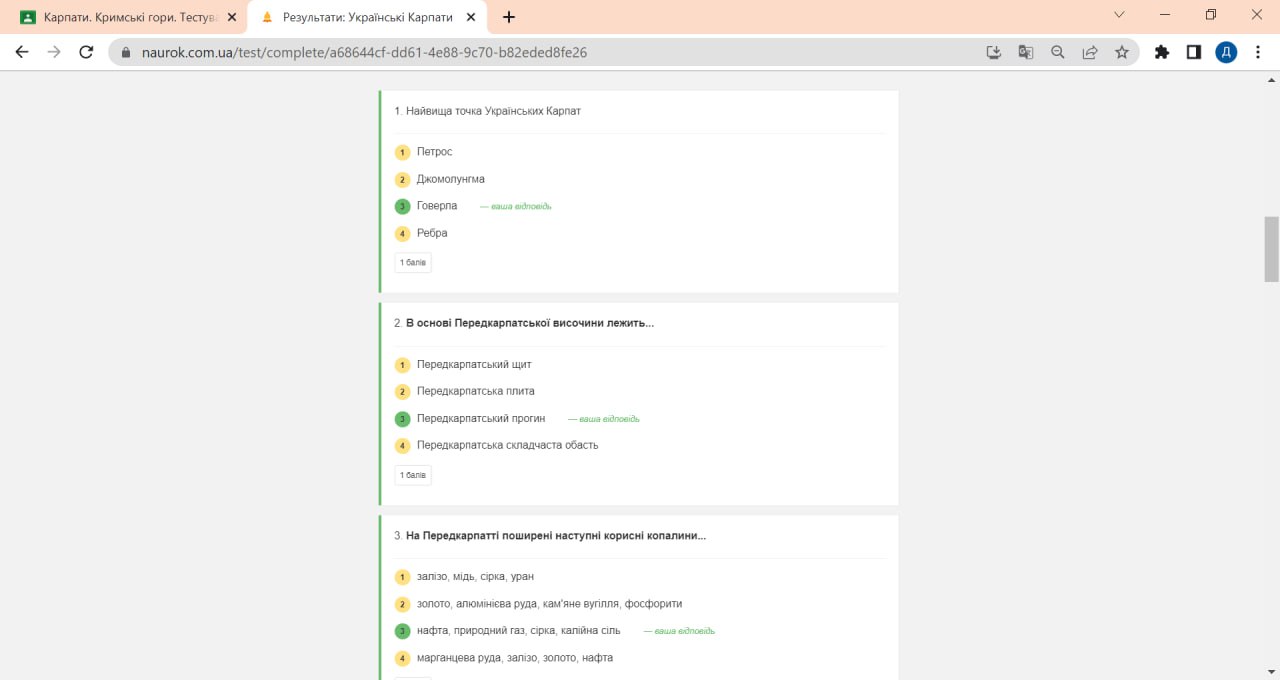 Карпати. Кримські гори. Тестува
Результати: Українські Карпати
naurok.com.ua/test/complete/a68644cf-dd61-4e88-9c70-b82eded8fe26
Д
1. Найвища точка Українських Карпат
1 Петрос
2 Джомолунгма
3 Говерла — ваша відповідь
4 Ребра
1 балів
2. В основі Передкарпатської височини лежить...
1 Передкарпатський щит
2 Передкарпатська плита
3 Передкарпатський прогин — ваша відповідь
4 Передкарпатська складчаста обасть
1 балів
3. На Передкарпатті поширені наступні корисні копалини...
1 залізо, мідь, сірка, уран
2 золото, алюмінієва руда, кам'яне вугілля, фосфорити
3 нафта, природний газ, сірка, калійна сіль — ваша відповідь
4 марганцева руда, залізо, золото, нафта